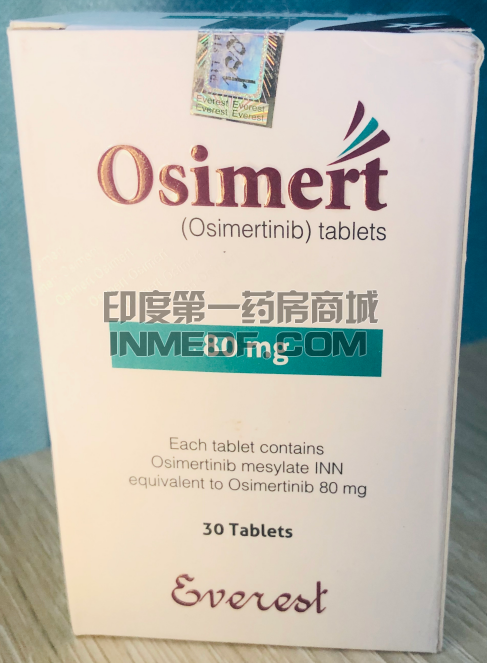 Everest Everest
Everest Everest
Everest
Osimert
(Osimertinib) tablets
印度第一药房商城
80 mg
INMEDF.COM
Each tablet contains
Osimertinib mesylate INN
equivalent to Osimertinib 80 mg
30 Tablets
Everest